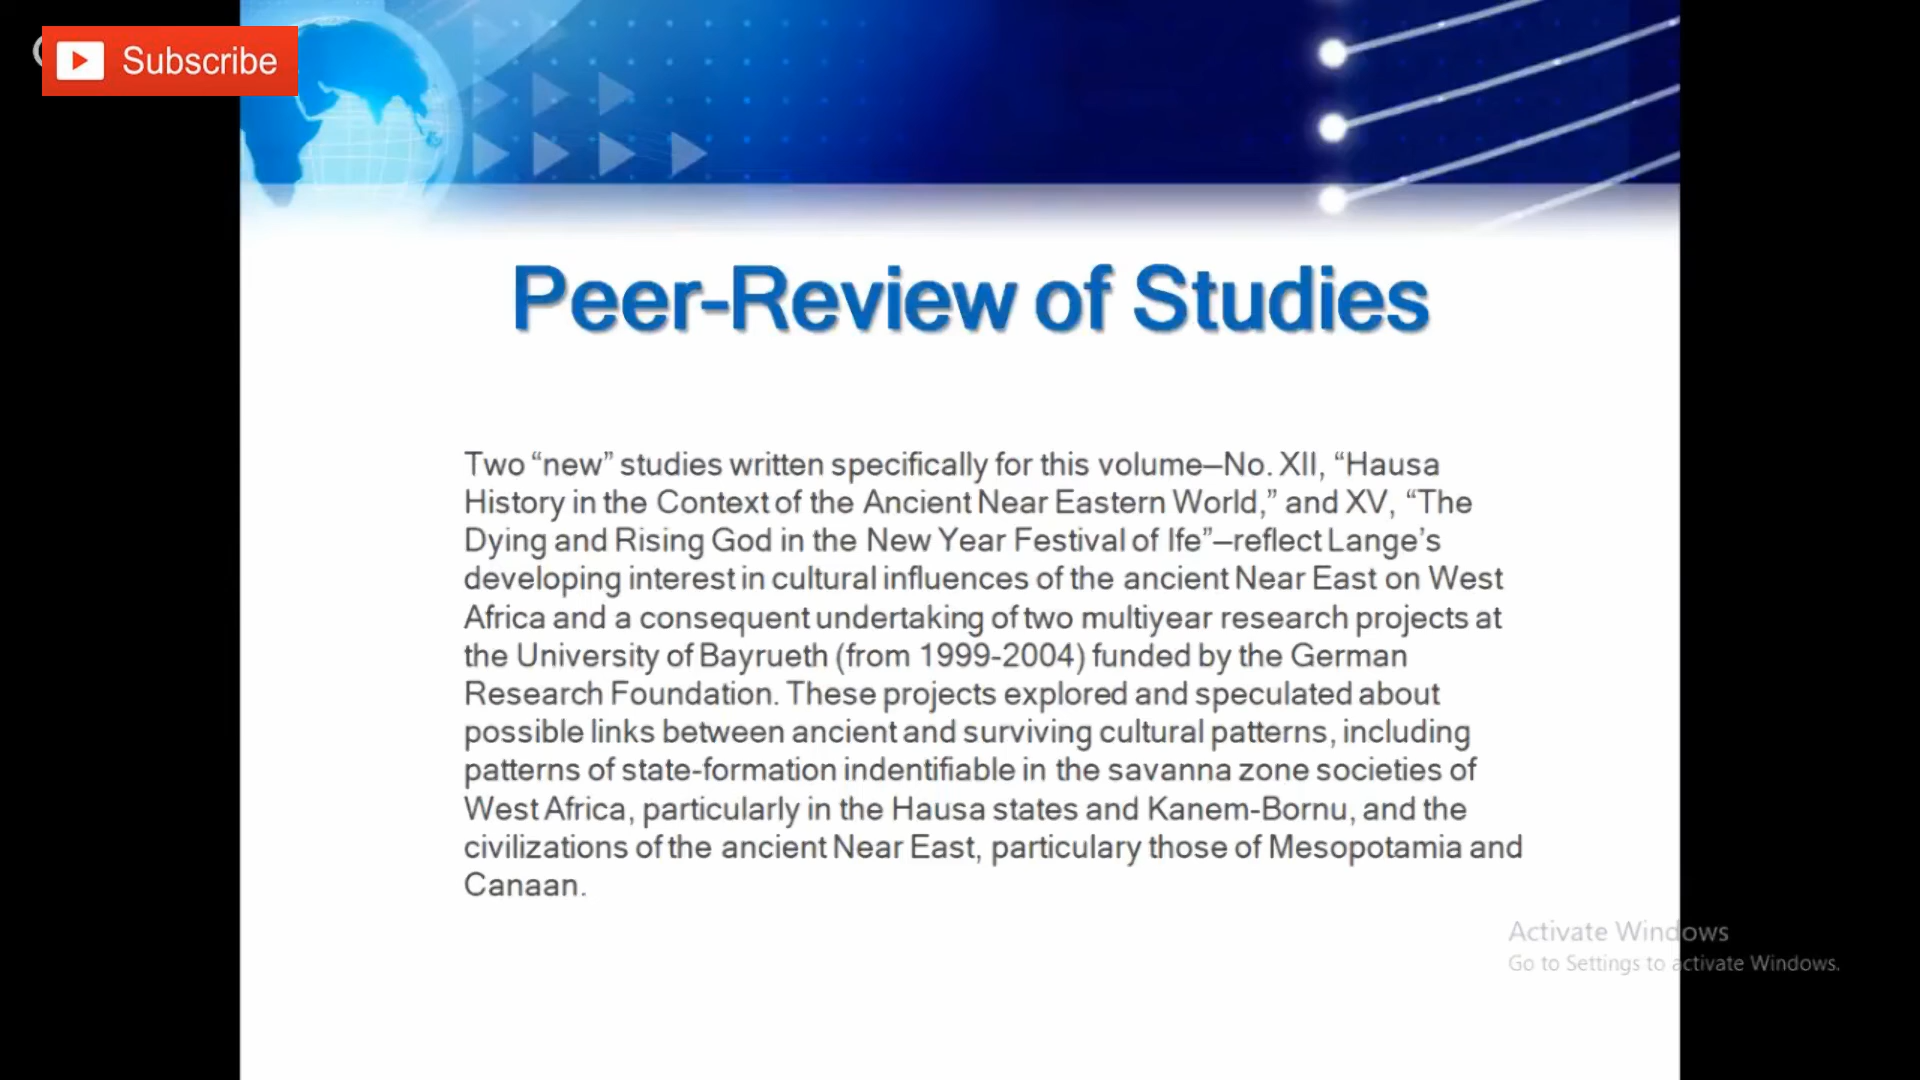 Subscribe
Peer-Review of Studies
Two “new” studies written specifically for this volume—No. XII, “Hausa
History in the Context of the Ancient Near Eastern World,” and XV, “The
Dying and Rising God in the New Year Festival of Ife”—reflect Lange’s
developing interest in cultural influences of the ancient Near East on West
Africa and a consequent undertaking of two multiyear research projects at
the University of Bayrueth (from 1999-2004) funded by the German
Research Foundation. These projects explored and speculated about
possible links between ancient and surviving cultural patterns, including
patterns of state-formation indentifiable in the savanna zone societies of
West Africa, particularly in the Hausa states and Kanem-Bornu, and the
civilizations of the ancient Near East, particulary those of Mesopotamia and
Canaan.
Activate Windows
Go to Settings to activate Windows.